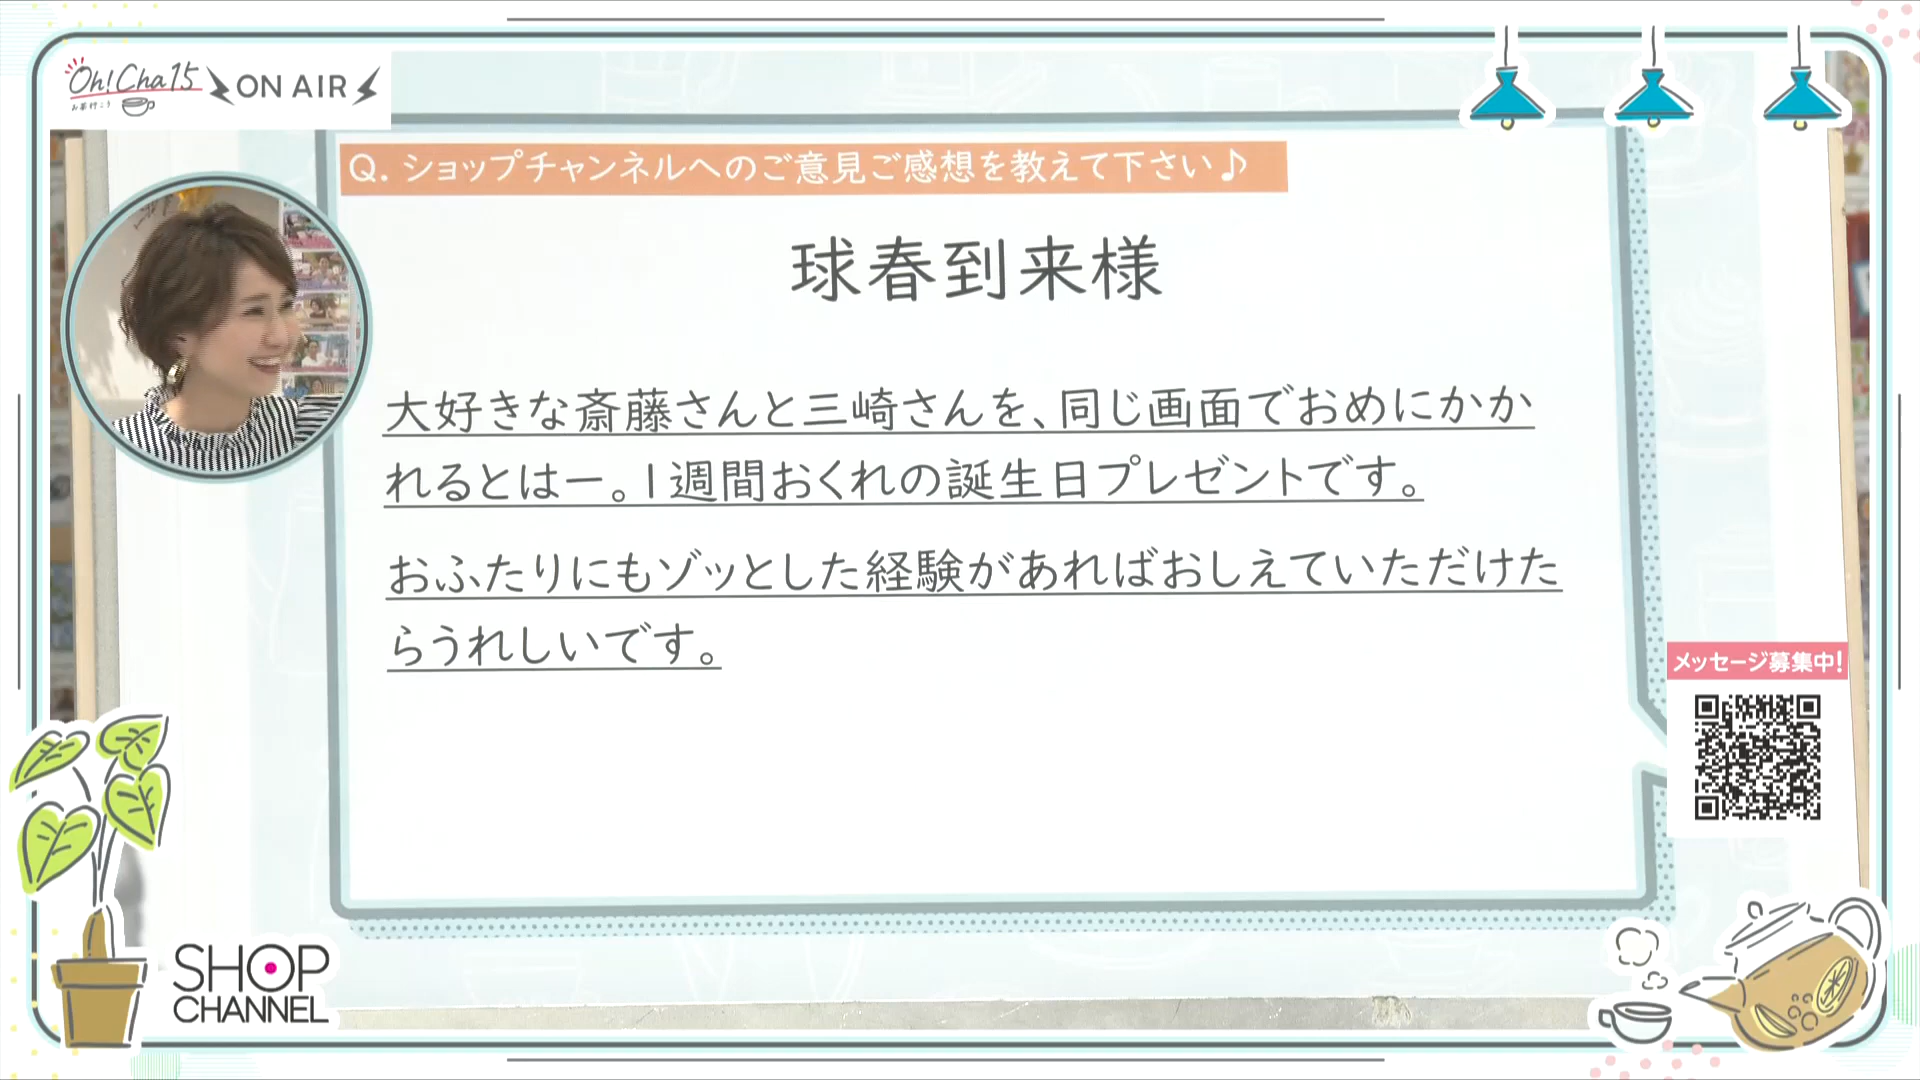 Oh!Cha15
お茶行こう
ON AIR
Q. ショップチャンネルへのご意見ご感想を教えて下さい♪
球春到来様
大好きな斎藤さんと三崎さんを、同じ画面でおめにかか
れるとはー。1週間おくれの誕生日プレゼントです。
おふたりにもゾッとした経験があればおしえていただけた
らうれしいです。
メッセージ募集中!
SHOP
CHANNEL